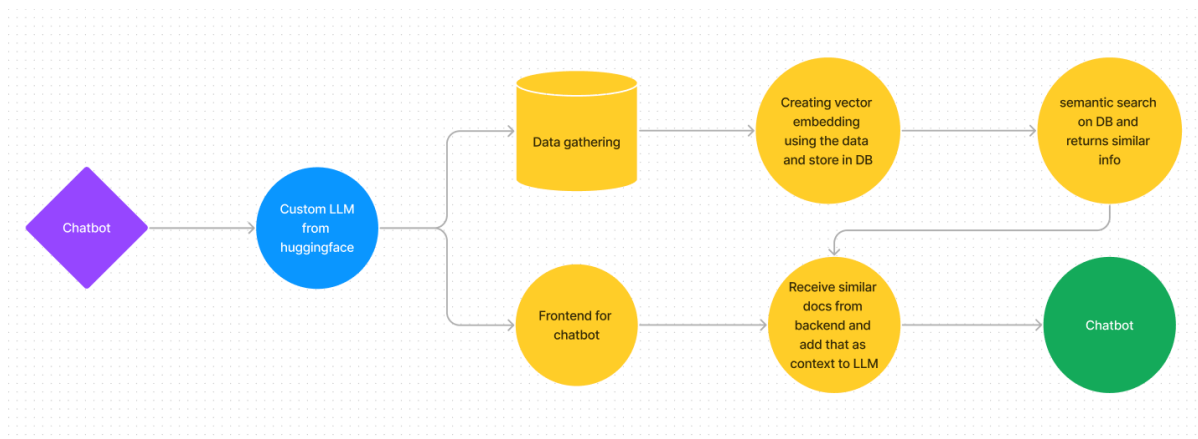 Chatbot
Custom LLM
from
huggingface
Data gathering
Creating vector
embedding
using the data
and store in DB
semantic search
on DB and
returns similar
info
Frontend for
chatbot
Receive similar
docs from
backend and
add that as
context to LLM
Chatbot